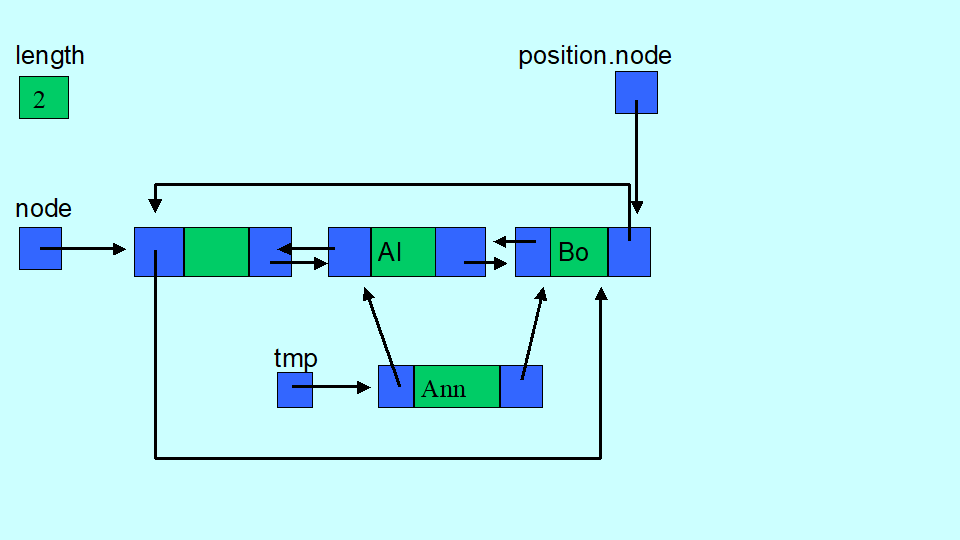 length
position.node
2
node
Al
Bo
tmp
Ann